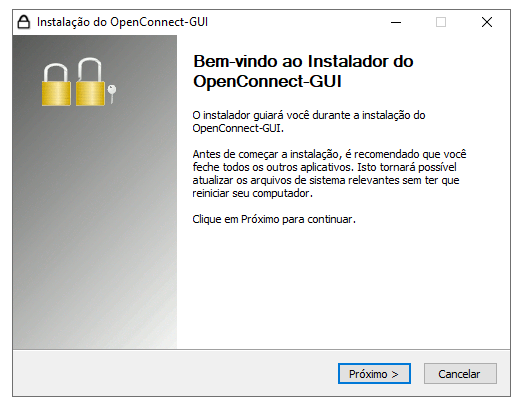 Instalação do OpenConnect-GUI
Bem-vindo ao Instalador do
OpenConnect-GUI
O instalador guiará você durante a instalação do
OpenConnect-GUI.
Antes de começar a instalação, é recomendado que você
feche todos os outros aplicativos. Isto tornará possível
atualizar os arquivos de sistema relevantes sem ter que
reiniciar seu computador.
Clique em Próximo para continuar.
Próximo >
Cancelar